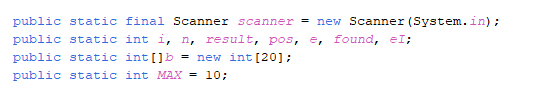 public static final Scanner scanner = new Scanner(System.in);
public static int i, n, result, pos, e, found, eI;
public static int[]b = new int[20];
public static int MAX = 10;